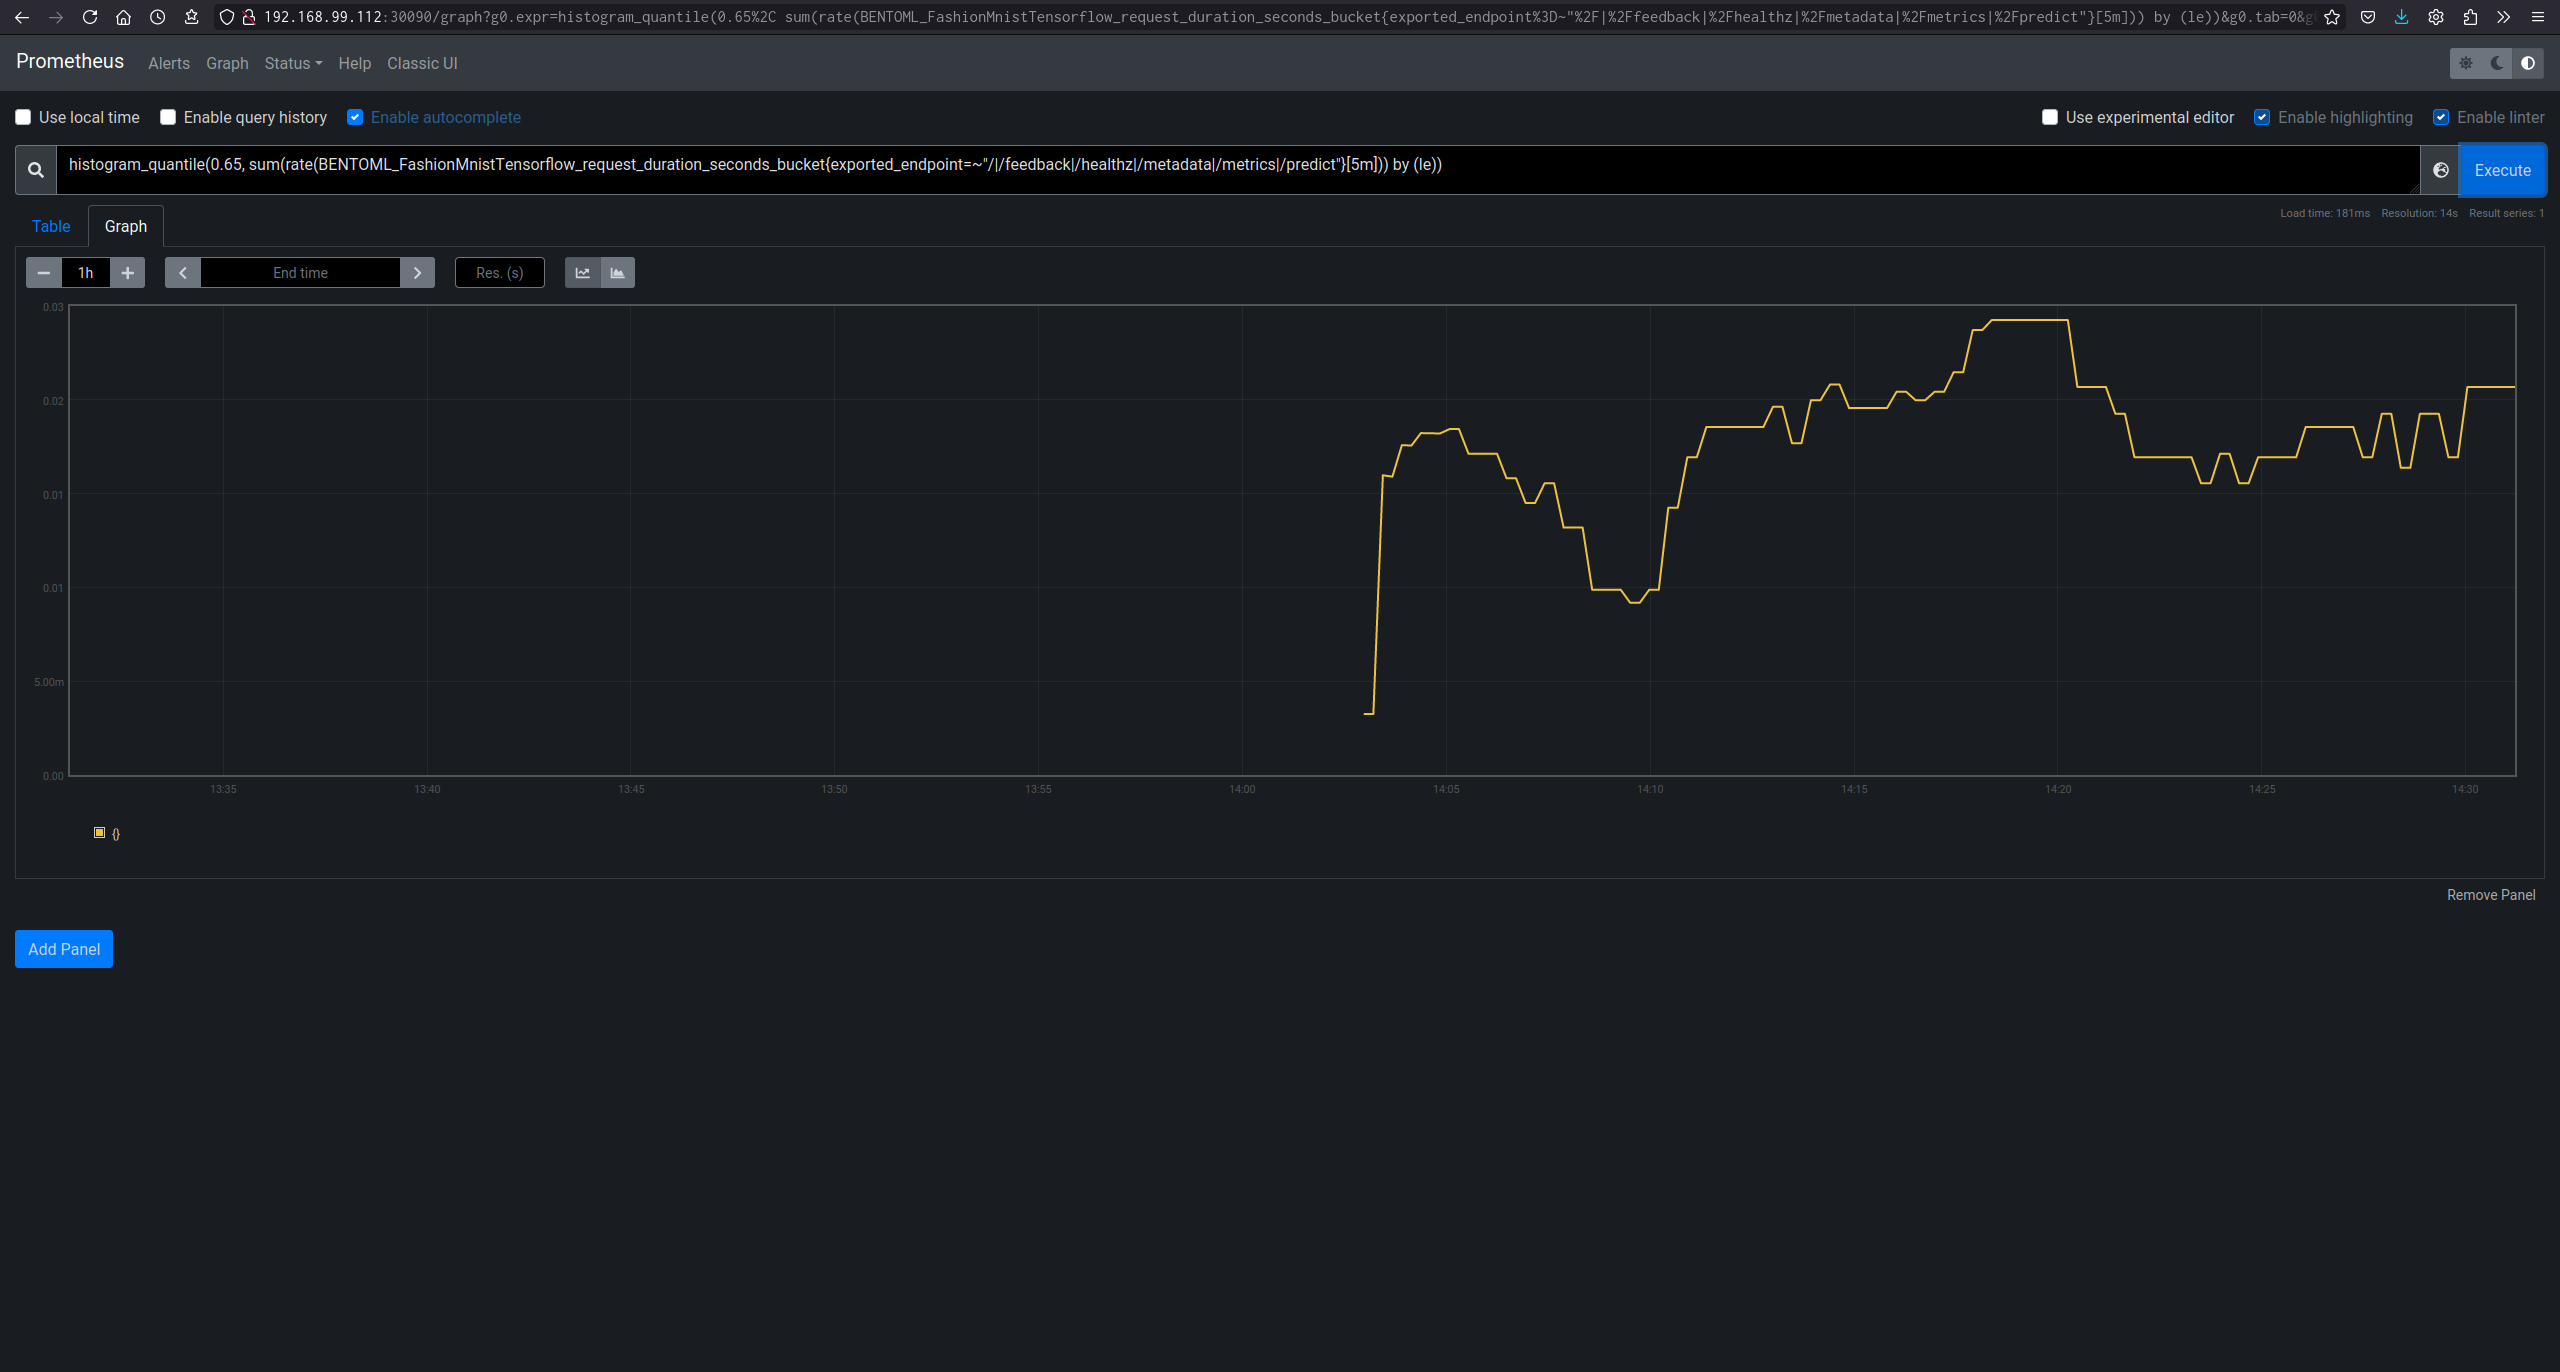 192.168.99.112:30090/graph?g0.expr=histogram_quantile(0.65%2C sum(rate(BENTOML_FashionMnistTensorflow_request_duration_seconds_bucket{exported_endpoint%3D~"%2F|%2Ffeedback|%2Fhealthz|%2Fmetadata|%2Fmetrics|%2Fpredict"}[5m])) by (le))&g0.tab=0&g
Prometheus Alerts Graph Status Help Classic UI
Use local time Enable query history Enable autocomplete Use experimental editor Enable highlighting Enable linter
histogram_quantile(0.65, sum(rate(BENTOML_FashionMnistTensorflow_request_duration_seconds_bucket{exported_endpoint=~"/|/feedback|/healthz|/metadata|/metrics|/predict"}[5m])) by (le)) Execute
Load time: 181ms Resolution: 14s Result series: 1
Table Graph
1h End time Res. (s)
0.03
0.02
0.01
0.01
5.00m
0.00
13:35 13:40 13:45 13:50 13:55 14:00 14:05 14:10 14:15 14:20 14:25 14:30
{}
Remove Panel
Add Panel